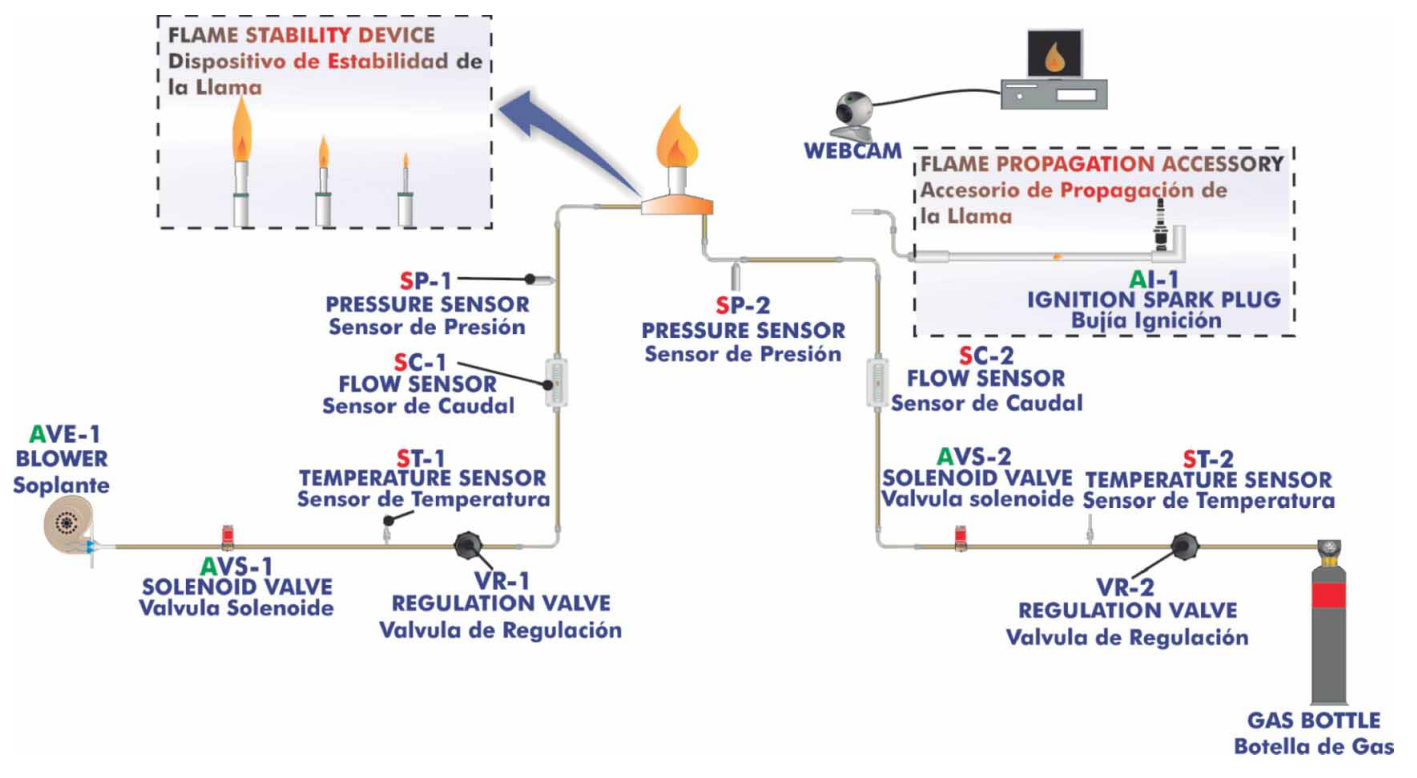 FLAME STABILITY DEVICE
Dispositivo de Estabilidad de
la Llama
WEBCAM
FLAME PROPAGATION ACCESSORY
Accesorio de Propagación de
la Llama
AI-1
IGNITION SPARK PLUG
Bujía Ignición
SP-1
PRESSURE SENSOR
Sensor de Presión
SP-2
PRESSURE SENSOR
Sensor de Presión
SC-1
FLOW SENSOR
Sensor de Caudal
SC-2
FLOW SENSOR
Sensor de Caudal
AVE-1
BLOWER
Soplante
ST-1
TEMPERATURE SENSOR
Sensor de Temperatura
AVS-2
SOLENOID VALVE
Valvula solenoide
ST-2
TEMPERATURE SENSOR
Sensor de Temperatura
AVS-1
SOLENOID VALVE
Valvula Solenoide
VR-1
REGULATION VALVE
Valvula de Regulación
VR-2
REGULATION VALVE
Valvula de Regulación
GAS BOTTLE
Botella de Gas